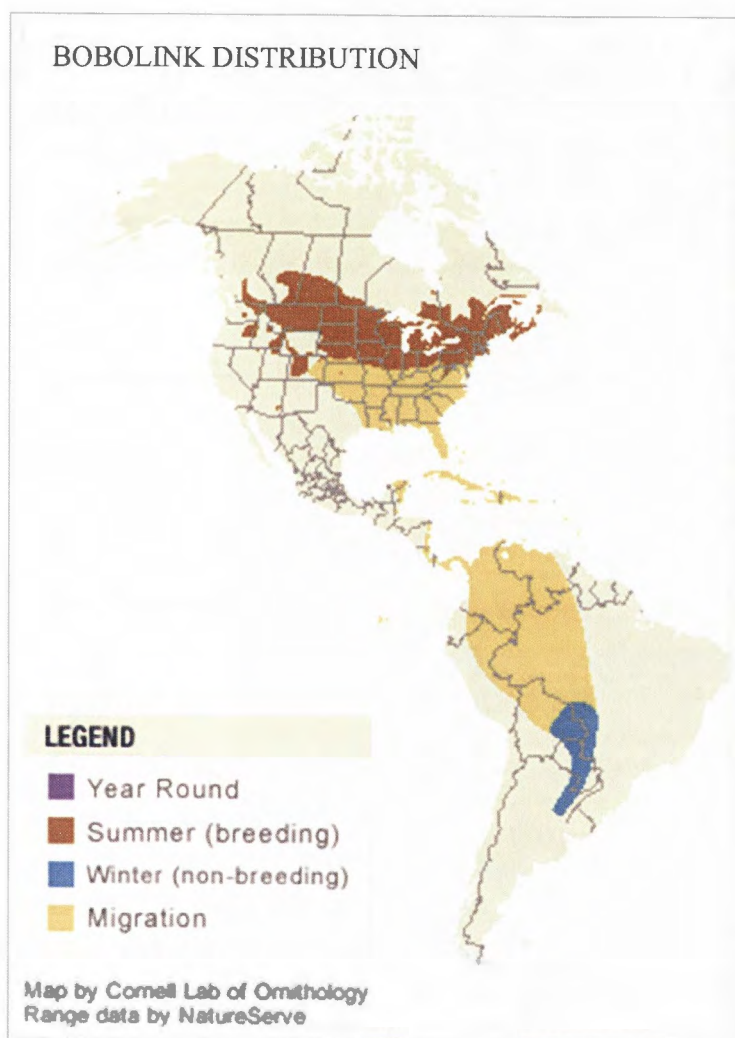 BOBOLINK DISTRIBUTION
LEGEND
Year Round
Summer (breeding)
Winter (non-breeding)
Migration
Map by Cornell Lab of Ornithology
Range data by NatureServe